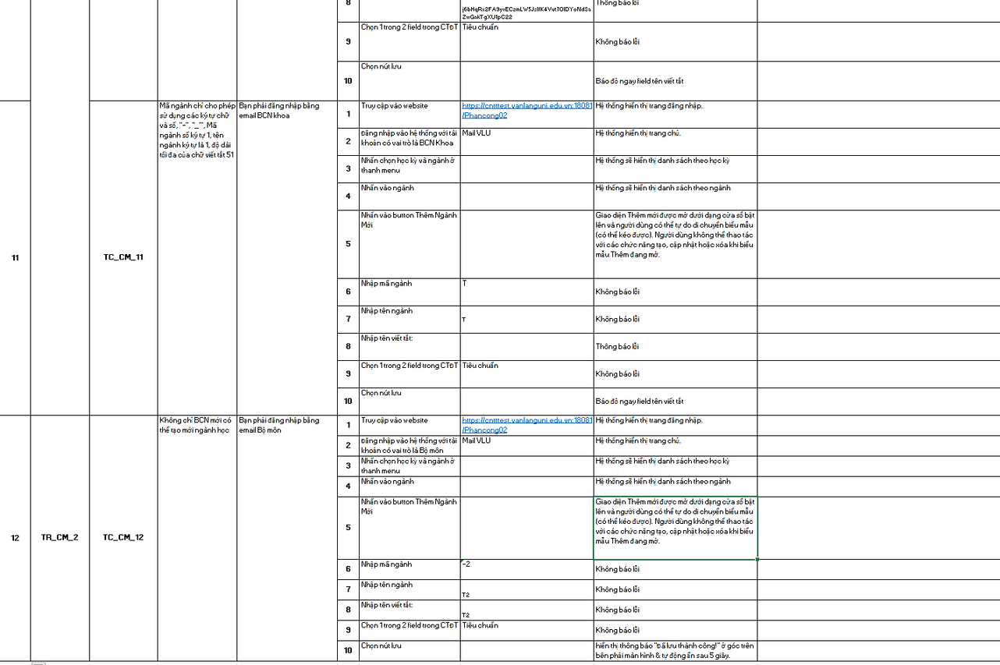 8
Thông báo lỗi
9
Chọn 1 trong 2 field trong CTĐT
Tiêu chuẩn
Không báo lỗi
10
Chọn nút lưu
Báo đỏ ngay field tên viết tắt
11
TC_CM_11
Mã ngành chỉ cho phép
sử dụng các ký tự chữ
và số, "-", "_", Mã
ngành số ký tự 1, tên
ngành ký tự là 1, độ dài
tối đa của chữ viết tắt 51
Bạn phải đăng nhập bằng
email BCN khoa
1
Truy cập vào website
https://cntttest.vanlanguni.edu.vn:18081
/Phancong02
Hệ thống hiển thị trang đăng nhập.
2
Đăng nhập vào hệ thống với tài
khoản có vai trò là BCN Khoa
Mail VLU
Hệ thống hiển thị trang chủ.
3
Nhấn chọn học kỳ và ngành ở
thanh menu
Hệ thống sẽ hiển thị danh sách theo học kỳ
4
Nhấn vào ngành
Hệ thống sẽ hiển thị danh sách theo ngành
5
Nhấn vào button Thêm Ngành
Mới
Giao diện Thêm mới được mở dưới dạng cửa sổ bật
lên và người dùng có thể tự do di chuyển biểu mẫu
(có thể kéo được). Người dùng không thể thao tác
với các chức năng tạo, cập nhật hoặc xóa khi biểu
mẫu Thêm đang mở.
6
Nhập mã ngành
T
Không báo lỗi
7
Nhập tên ngành
T
Không báo lỗi
8
Nhập tên viết tắt:
Thông báo lỗi
9
Chọn 1 trong 2 field trong CTĐT
Tiêu chuẩn
Không báo lỗi
10
Chọn nút lưu
Báo đỏ ngay field tên viết tắt
12
TR_CM_2
TC_CM_12
Không chỉ BCN mới có
thể tạo mới ngành học
Bạn phải đăng nhập bằng
email Bộ môn
1
Truy cập vào website
https://cntttest.vanlanguni.edu.vn:18081
/Phancong02
Hệ thống hiển thị trang đăng nhập.
2
Đăng nhập vào hệ thống với tài
khoản có vai trò là Bộ môn
Mail VLU
Hệ thống hiển thị trang chủ.
3
Nhấn chọn học kỳ và ngành ở
thanh menu
Hệ thống sẽ hiển thị danh sách theo học kỳ
4
Nhấn vào ngành
Hệ thống sẽ hiển thị danh sách theo ngành
5
Nhấn vào button Thêm Ngành
Mới
Giao diện Thêm mới được mở dưới dạng cửa sổ bật
lên và người dùng có thể tự do di chuyển biểu mẫu
(có thể kéo được). Người dùng không thể thao tác
với các chức năng tạo, cập nhật hoặc xóa khi biểu
mẫu Thêm đang mở.
6
Nhập mã ngành
-2
Không báo lỗi
7
Nhập tên ngành
T2
Không báo lỗi
8
Nhập tên viết tắt:
T2
Không báo lỗi
9
Chọn 1 trong 2 field trong CTĐT
Tiêu chuẩn
Không báo lỗi
10
Chọn nút lưu
hiển thị thông báo "Đã lưu thành công!" ở góc trên
bên phải màn hình & tự động ẩn sau 5 giây.